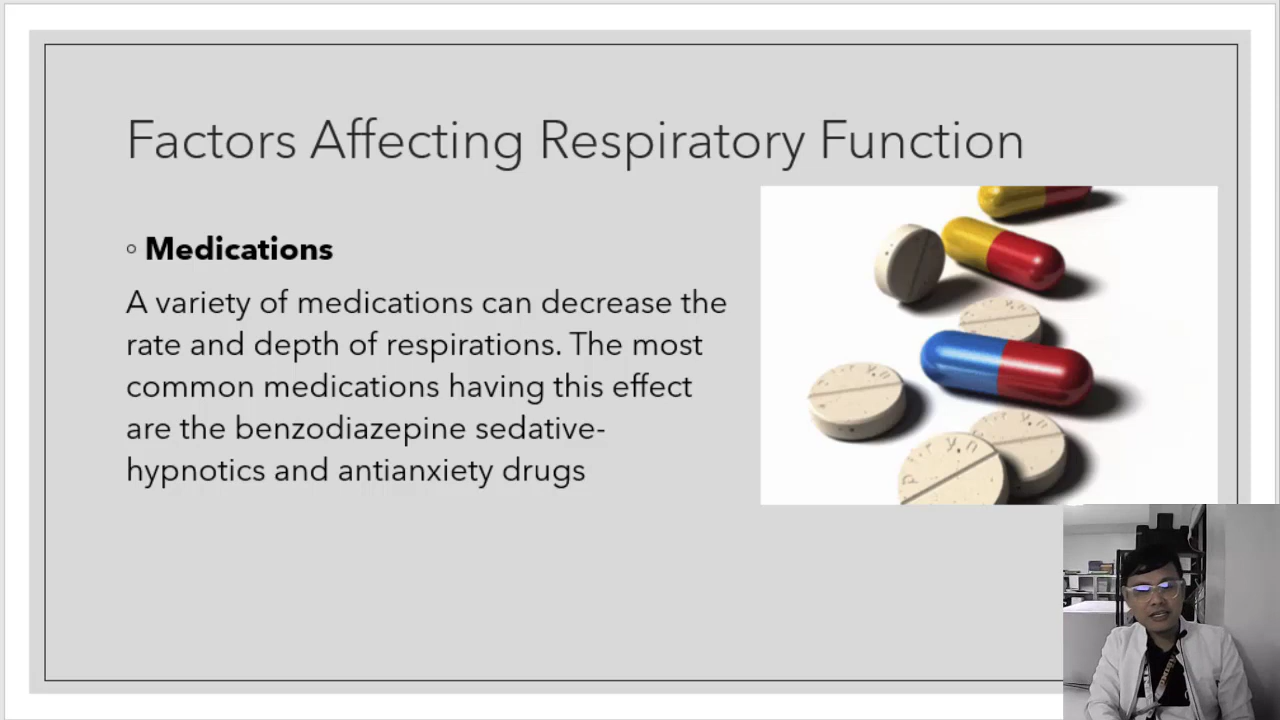 Factors Affecting Respiratory Function
◦ Medications
A variety of medications can decrease the
rate and depth of respirations. The most
common medications having this effect
are the benzodiazepine sedative-
hypnotics and antianxiety drugs